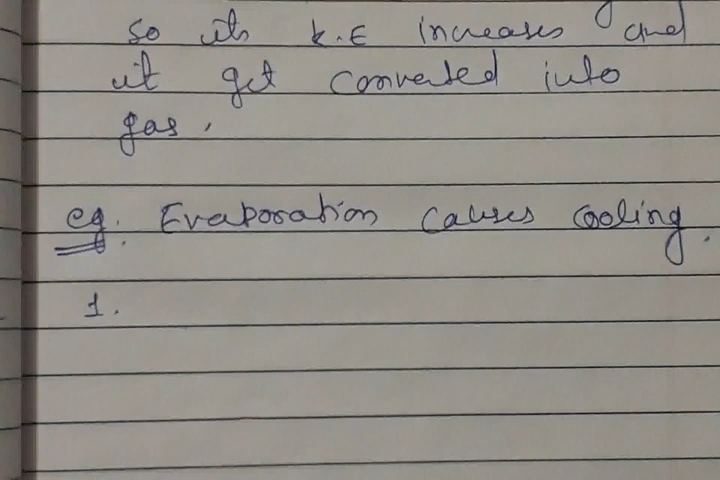 so its K.E increases and
it get converted into
gas.
eg. Evaporation causes cooling.
1.